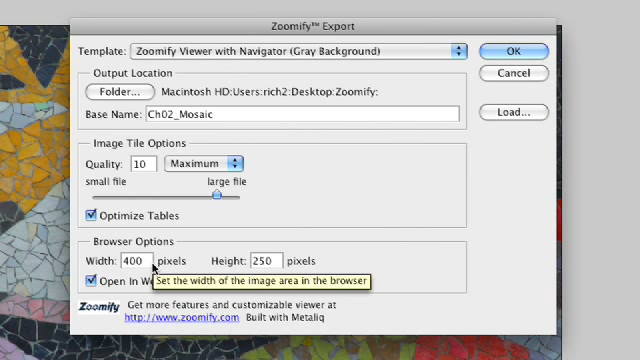 Zoomify™ Export
Template: Zoomify Viewer with Navigator (Gray Background)
OK
Output Location
Cancel
Folder... Macintosh HD:Users:rich2:Desktop:Zoomify:
Base Name: Ch02_Mosaic
Load...
Image Tile Options
Quality: 10 Maximum
small file large file
Optimize Tables
Browser Options
Width: 400 pixels Height: 250 pixels
Open In We
Set the width of the image area in the browser
Zoomify Get more features and customizable viewer at
http://www.zoomify.com Built with Metaliq